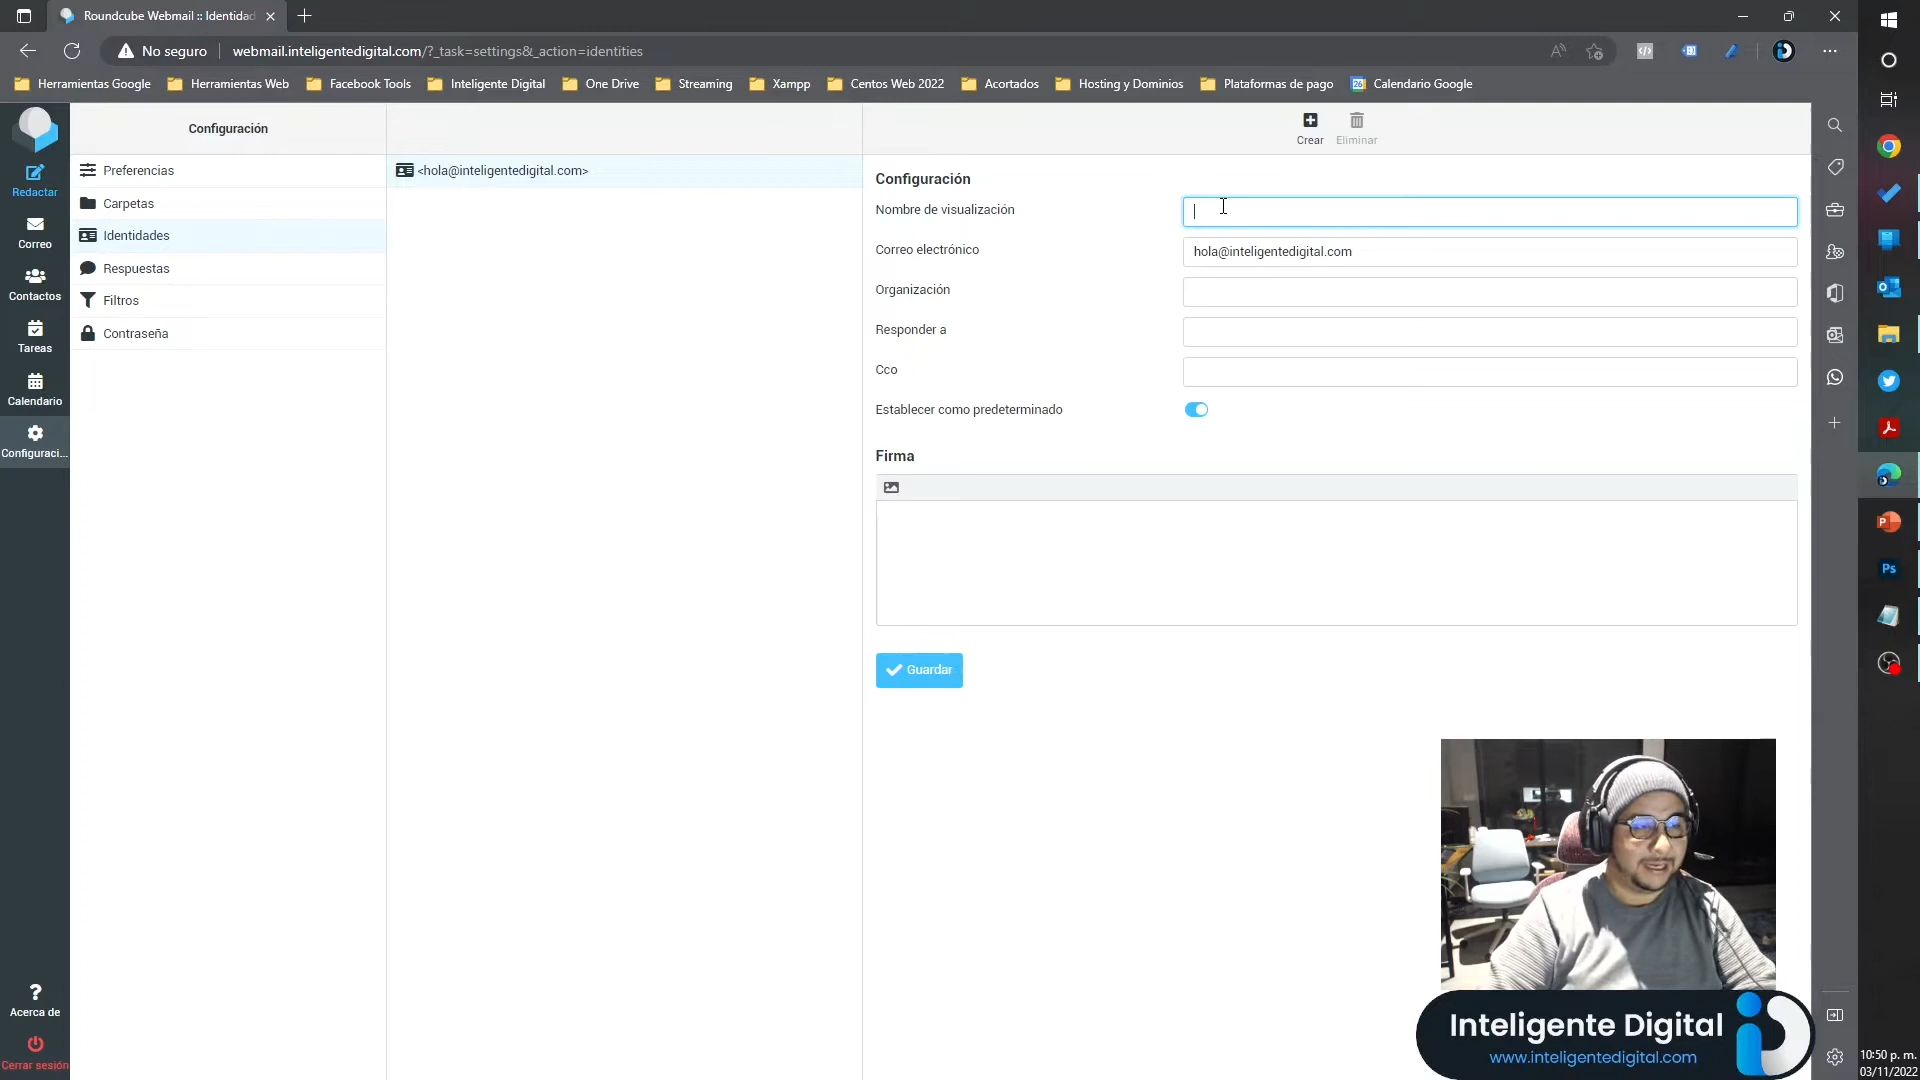 Roundcube Webmail :: Identidad
No seguro
webmail.inteligentedigital.com/?_task=settings&_action=identities
Herramientas Google
Herramientas Web
Facebook Tools
Inteligente Digital
One Drive
Streaming
Xampp
Centos Web 2022
Acortados
Hosting y Dominios
Plataformas de pago
26
Calendario Google
Redactar
Correo
Contactos
Tareas
Calendario
Configuraci...
Acerca de
Cerrar sesión
Configuración
Preferencias
Carpetas
Identidades
Respuestas
Filtros
Contraseña
<hola@inteligentedigital.com>
Crear
Eliminar
Configuración
Nombre de visualización
Correo electrónico
hola@inteligentedigital.com
Organización
Responder a
Cco
Establecer como predeterminado
Firma
Guardar
Inteligente Digital
www.inteligentedigital.com
Ps
10:50 p. m.
03/11/2022